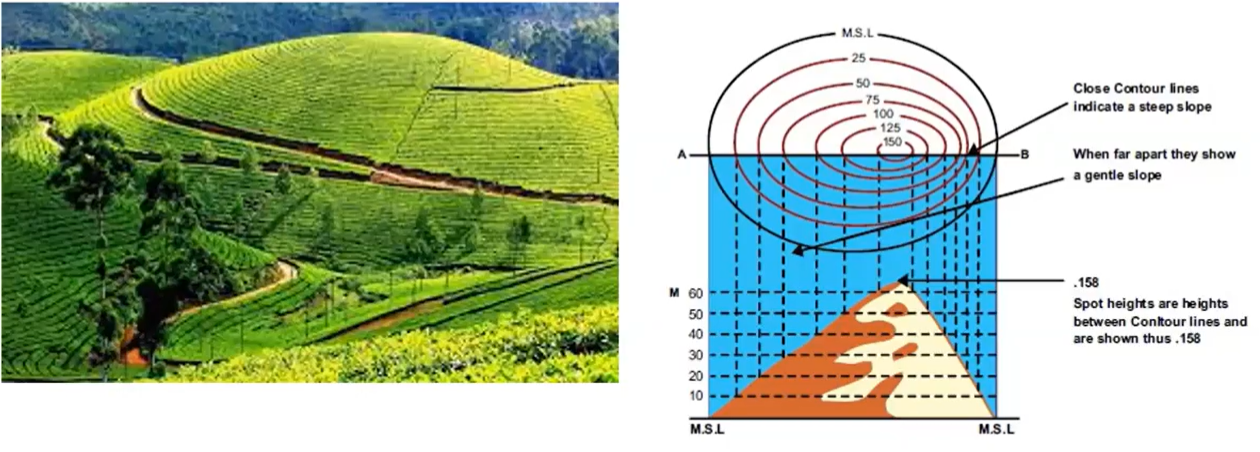 M.S.L
25
50
75
100
125
150
A
B
Close Contour lines
indicate a steep slope
When far apart they show
a gentle slope
.158
Spot heights are heights
between Conltour lines and
are shown thus .158
M 60
50
40
30
20
10
M.S.L
M.S.L